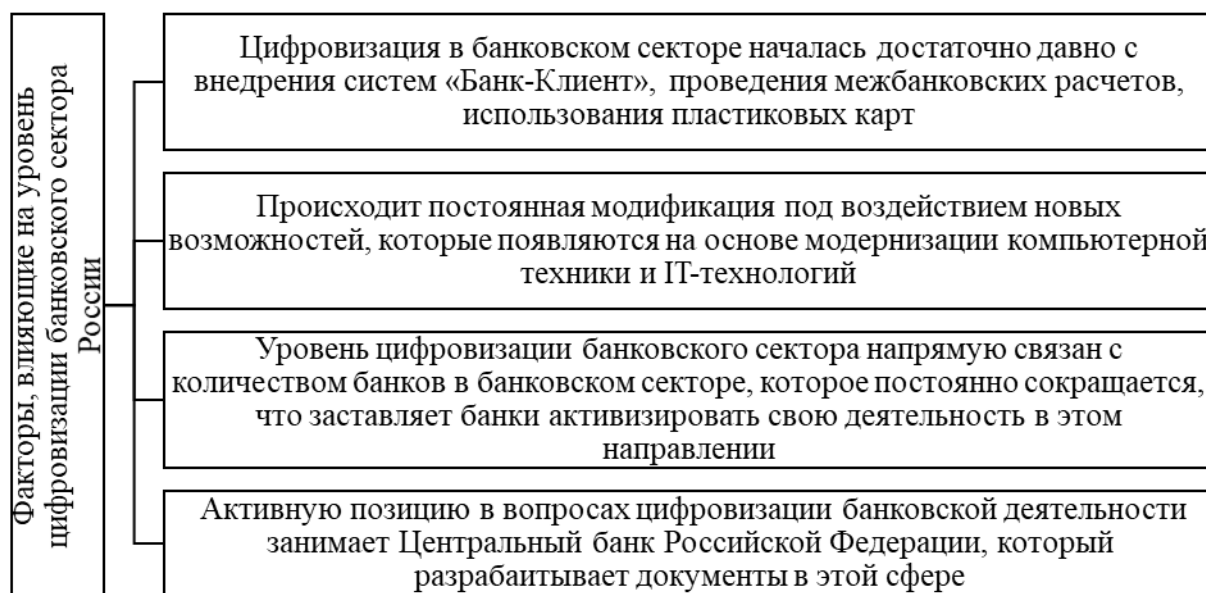 Факторы, влияющие на уровень
цифровизации банковского сектора
России
Цифровизация в банковском секторе началась достаточно давно с
внедрения систем «Банк-Клиент», проведения межбанковских расчетов,
использования пластиковых карт
Происходит постоянная модификация под воздействием новых
возможностей, которые появляются на основе модернизации компьютерной
техники и IT-технологий
Уровень цифровизации банковского сектора напрямую связан с
количеством банков в банковском секторе, которое постоянно сокращается,
что заставляет банки активизировать свою деятельность в этом
направлении
Активную позицию в вопросах цифровизации банковской деятельности
занимает Центральный банк Российской Федерации, который
разрабаитывает документы в этой сфере